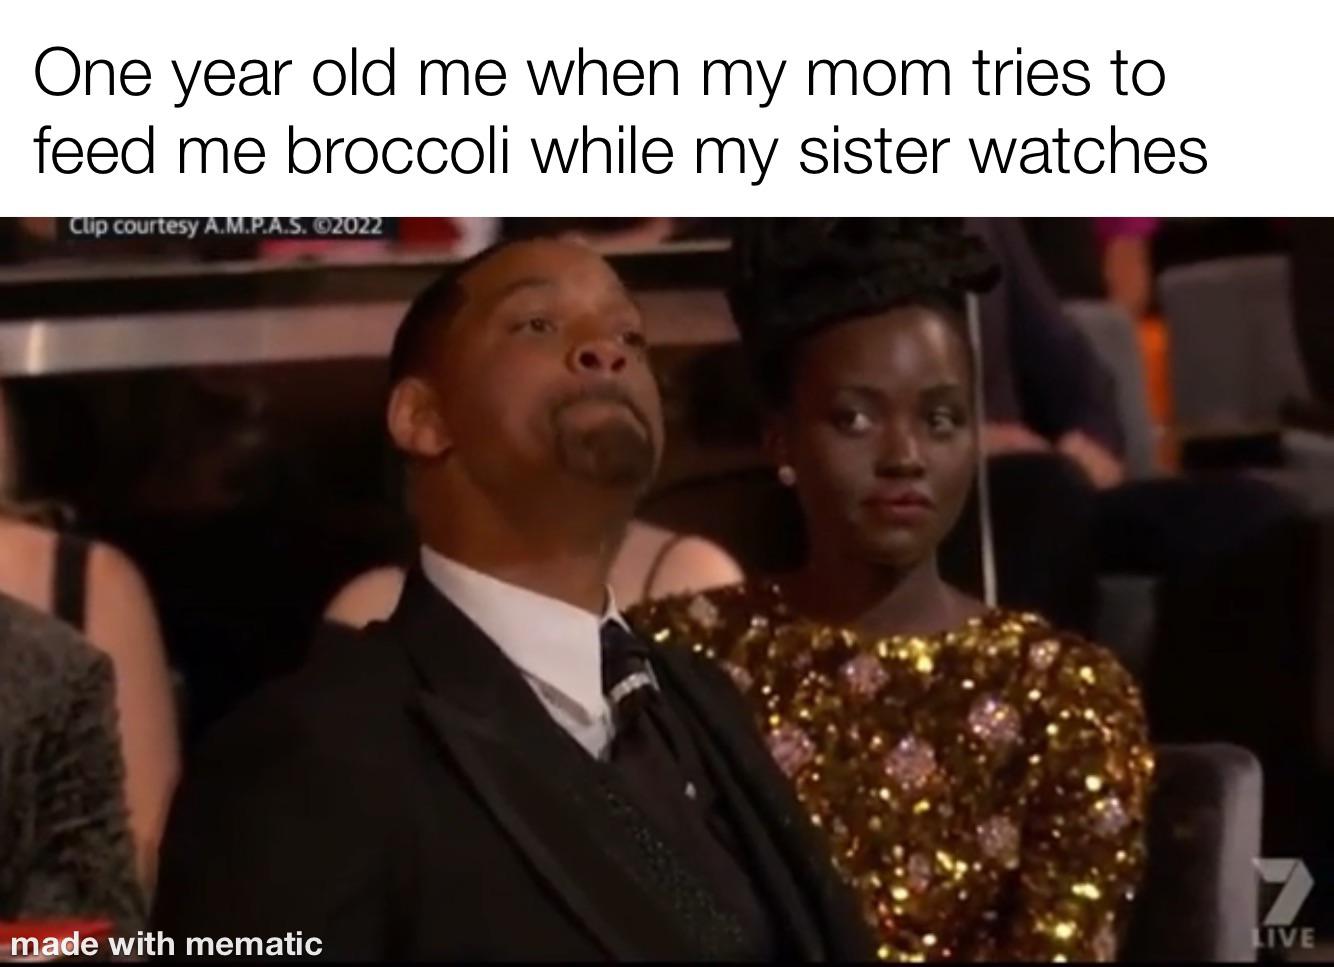 One year old me when my mom tries to
feed me broccoli while my sister watches
Clip courtesy A.M.P.A.S. ©2022
7
LIVE
made with mematic